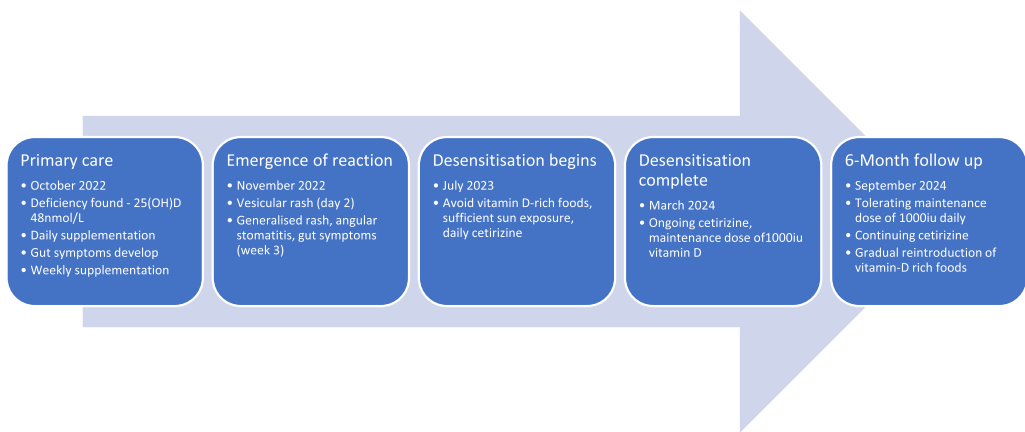 Primary care
• October 2022
• Deficiency found - 25(OH)D
48nmol/L
• Daily supplementation
• Gut symptoms develop
• Weekly supplementation
Emergence of reaction
• November 2022
• Vesicular rash (day 2)
• Generalised rash, angular
stomatitis, gut symptoms
(week 3)
Desensitisation begins
• July 2023
• Avoid vitamin D-rich foods,
sufficient sun exposure,
daily cetirizine
Desensitisation
complete
• March 2024
• Ongoing cetirizine,
maintenance dose of1000iu
vitamin D
6-Month follow up
• September 2024
• Tolerating maintenance
dose of 1000iu daily
• Continuing cetirizine
• Gradual reintroduction of
vitamin-D rich foods